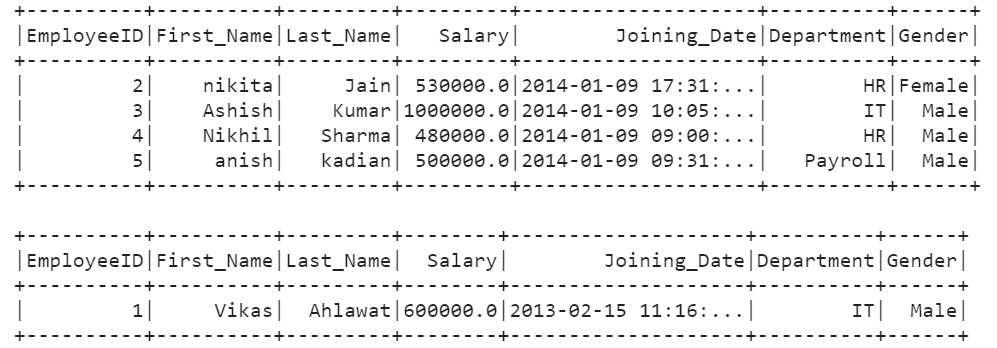 +----------+----------+---------+---------+--------------------+----------+------+
|EmployeeID|First_Name|Last_Name|   Salary|        Joining_Date|Department|Gender|
+----------+----------+---------+---------+--------------------+----------+------+
|         2|    nikita|     Jain| 530000.0|2014-01-09 17:31:...|        HR|Female|
|         3|    Ashish|    Kumar|1000000.0|2014-01-09 10:05:...|        IT|  Male|
|         4|    Nikhil|   Sharma| 480000.0|2014-01-09 09:00:...|        HR|  Male|
|         5|     anish|   kadian| 500000.0|2014-01-09 09:31:...|   Payroll|  Male|
+----------+----------+---------+---------+--------------------+----------+------+
+----------+----------+---------+--------+--------------------+----------+------+
|EmployeeID|First_Name|Last_Name|  Salary|        Joining_Date|Department|Gender|
+----------+----------+---------+--------+--------------------+----------+------+
|         1|     Vikas|  Ahlawat|600000.0|2013-02-15 11:16:...|        IT|  Male|
+----------+----------+---------+--------+--------------------+----------+------+